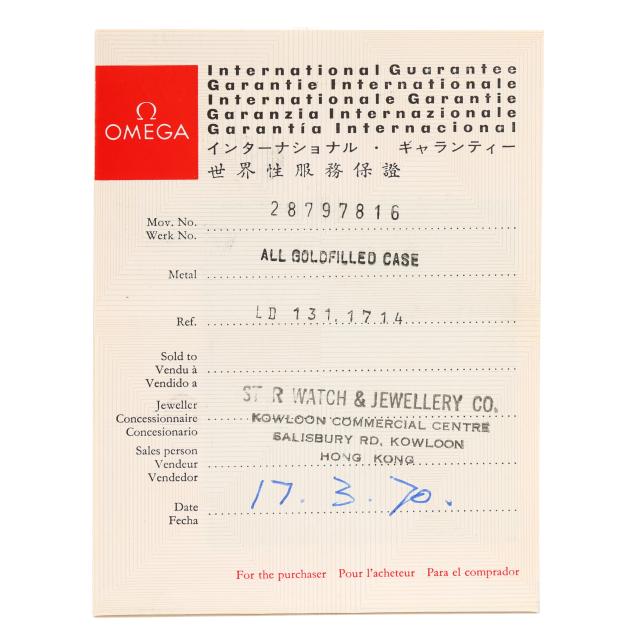 Ω
OMEGA
International Guarantee
Garantie Internationale
Internationale Garantie
Garanzia Internazionale
Garantía Internacional
インターナショナル・ギャランティー
世界性服務保證
Mov. No. 28797816
Werk No.
Metal ALL GOLDFILLED CASE
Ref. LD 131.1714
Sold to
Vendu à
Vendido a
Jeweller ST R WATCH & JEWELLERY CO.
Concessionnaire KOWLOON COMMERCIAL CENTRE
Concesionario SALISBURY RD, KOWLOON
Sales person HONG KONG
Vendeur
Vendedor
Date 17. 3. 70.
Fecha
For the purchaser Pour l'acheteur Para el comprador